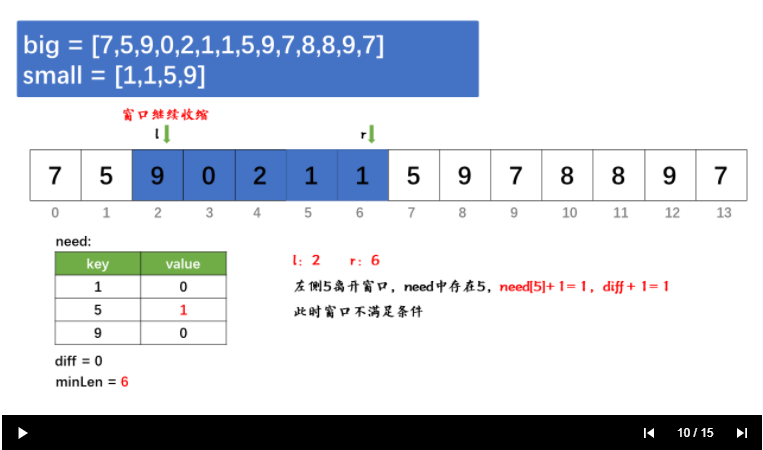 big = [7,5,9,0,2,1,1,5,9,7,8,8,9,7]
small = [1,1,5,9]
窗口继续收缩
l r
7 5 9 0 2 1 1 5 9 7 8 8 9 7
0 1 2 3 4 5 6 7 8 9 10 11 12 13
need:
key value
1 0
5 1
9 0
diff = 0
minLen = 6
l: 2 r: 6
左侧5离开窗口，need中存在5，need[5]+1=1，diff+1=1
此时窗口不满足条件
10 / 15